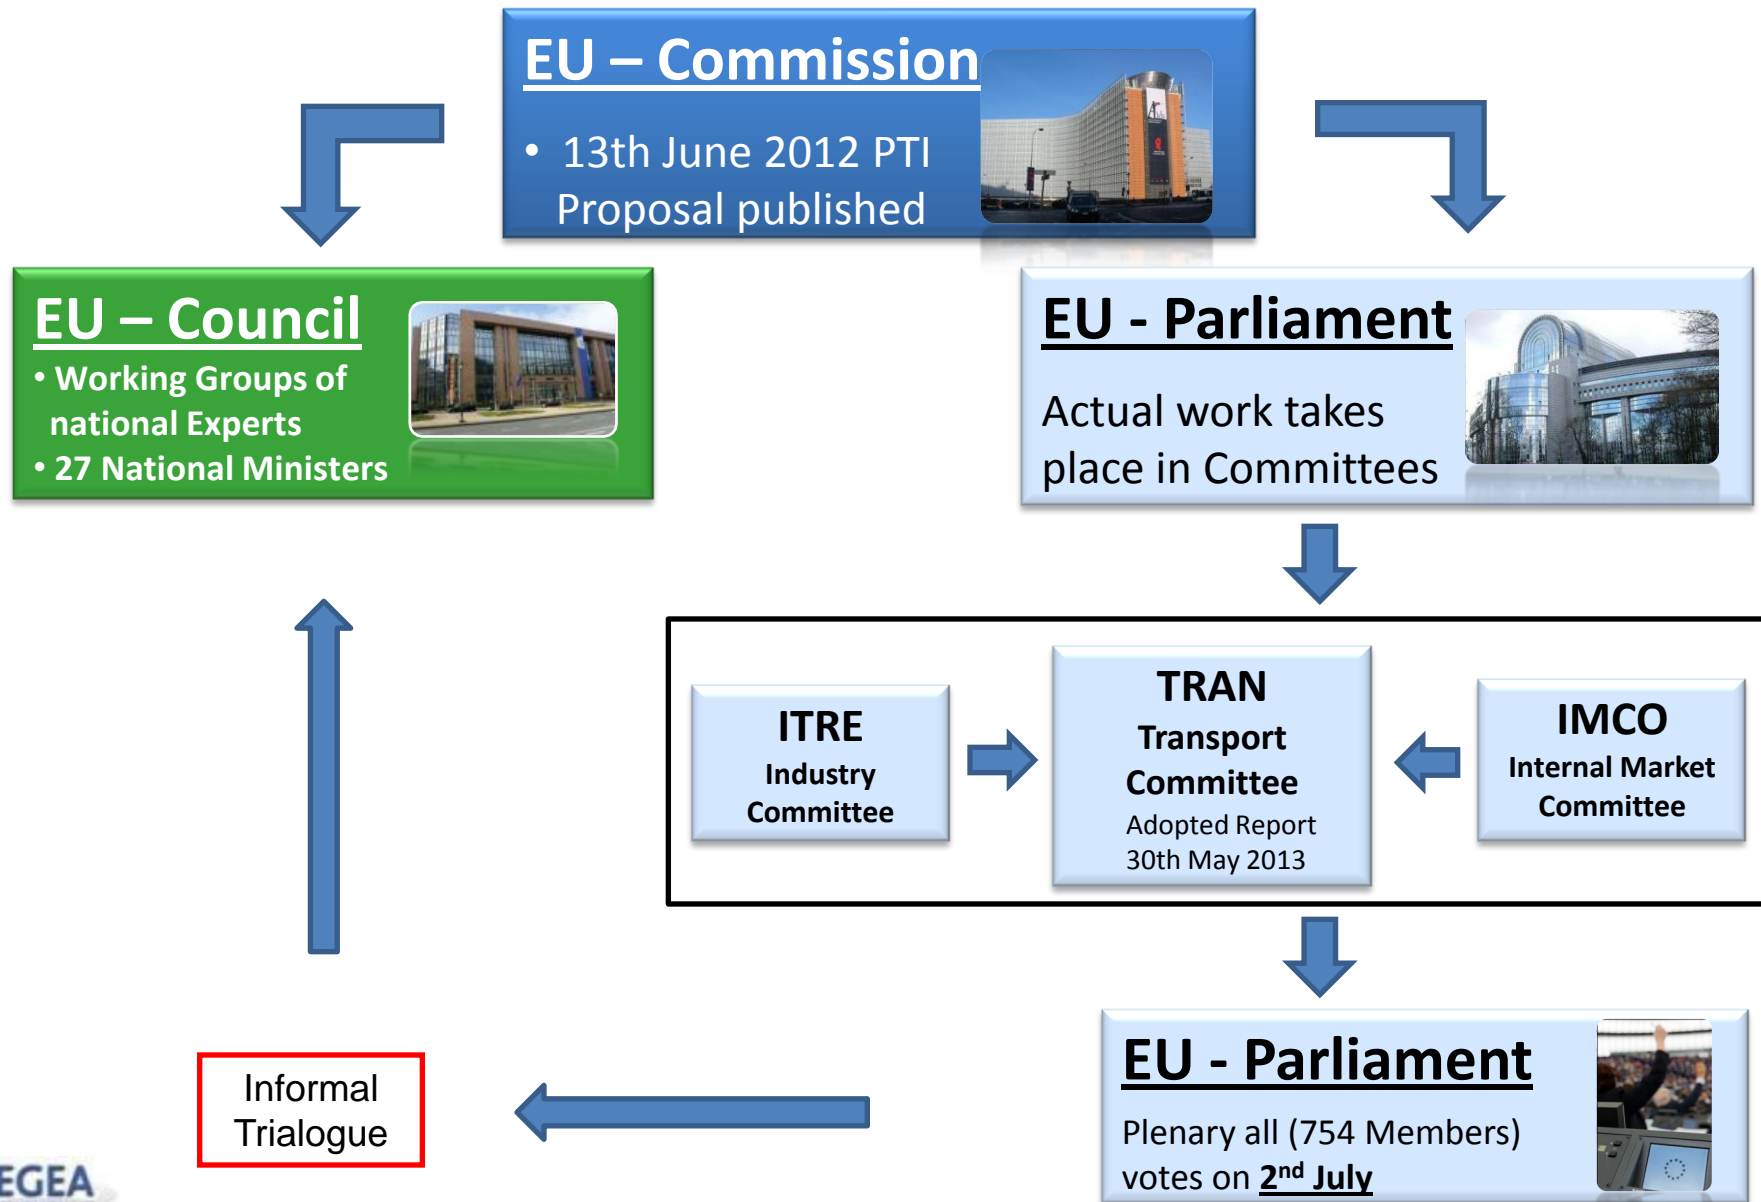 EU – Commission
• 13th June 2012 PTI
Proposal published
EU – Council
• Working Groups of
national Experts
• 27 National Ministers
EU - Parliament
Actual work takes
place in Committees
ITRE
Industry
Committee
TRAN
Transport
Committee
Adopted Report
30th May 2013
IMCO
Internal Market
Committee
EU - Parliament
Plenary all (754 Members)
votes on 2nd July
Informal
Trialogue
EGEA